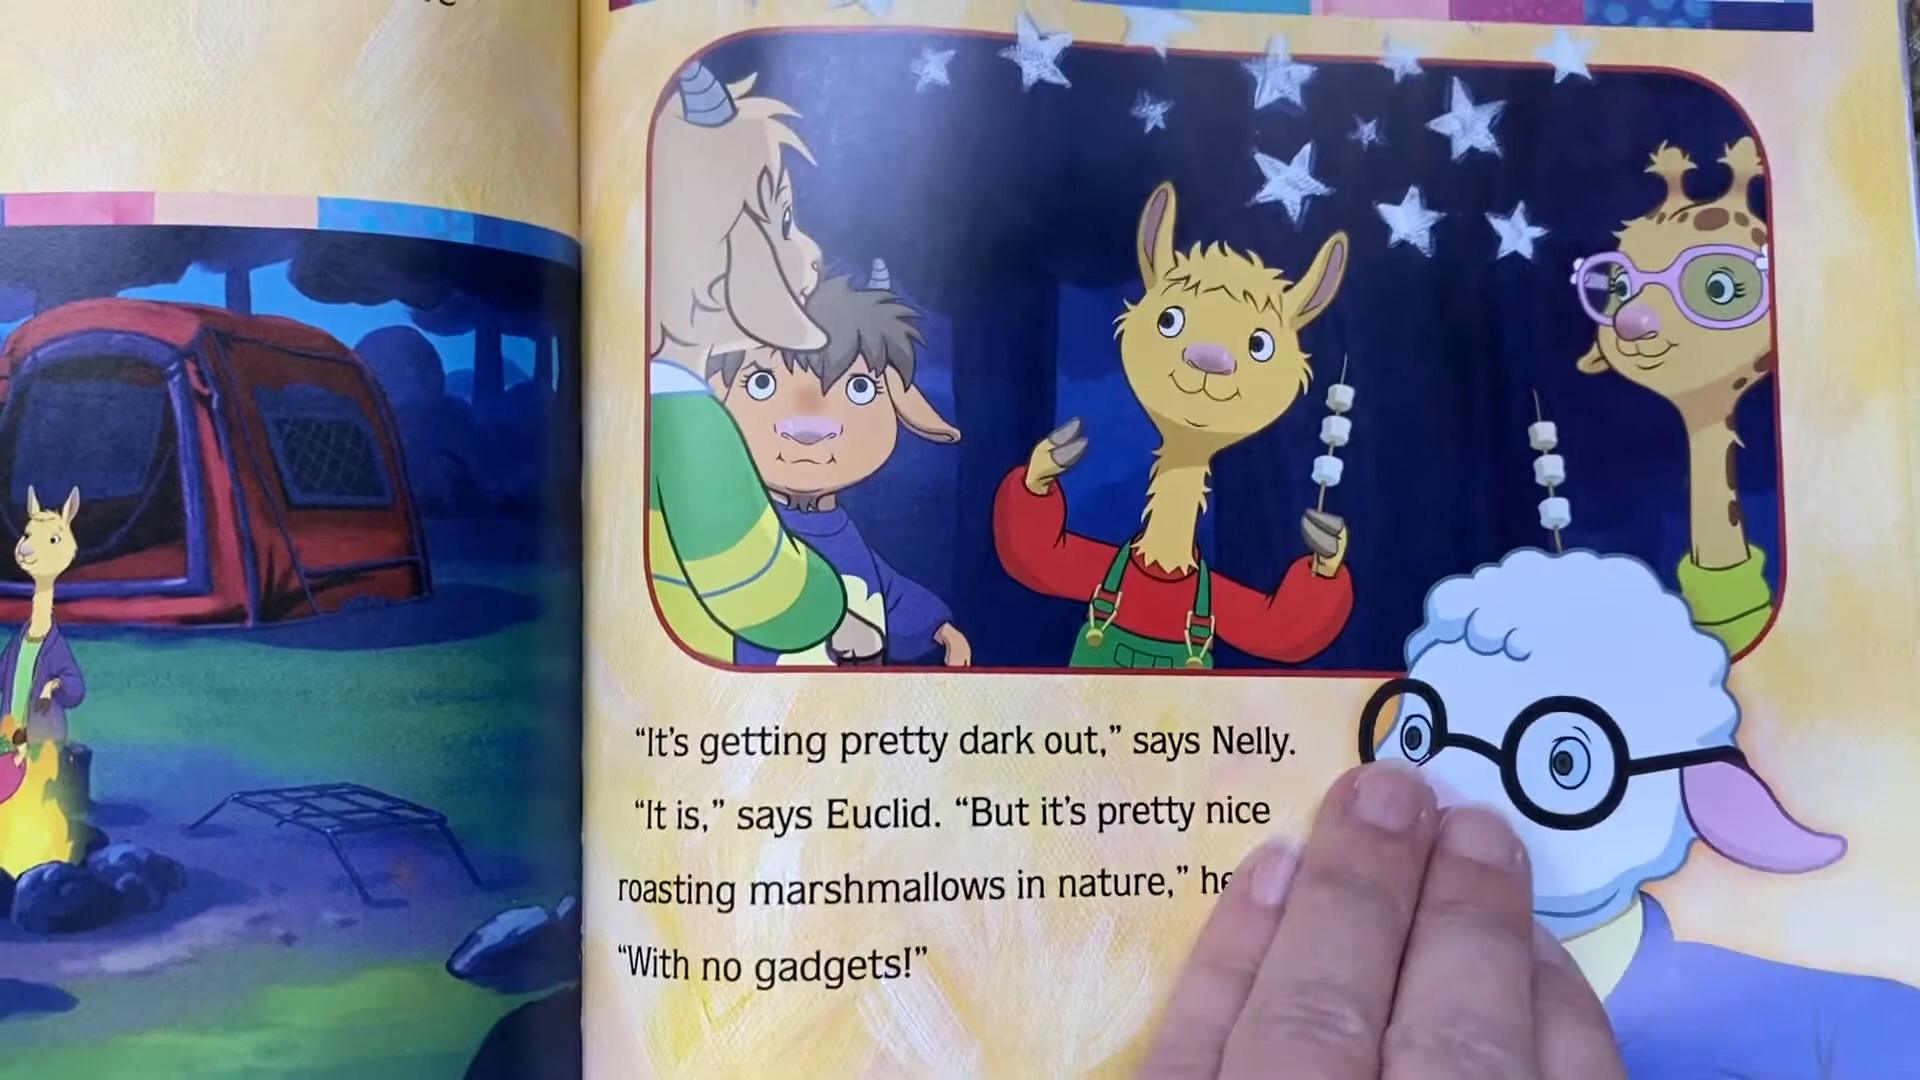 “It’s getting pretty dark out,” says Nelly.
“It is,” says Euclid. “But it’s pretty nice
roasting marshmallows in nature,”
“With no gadgets!”